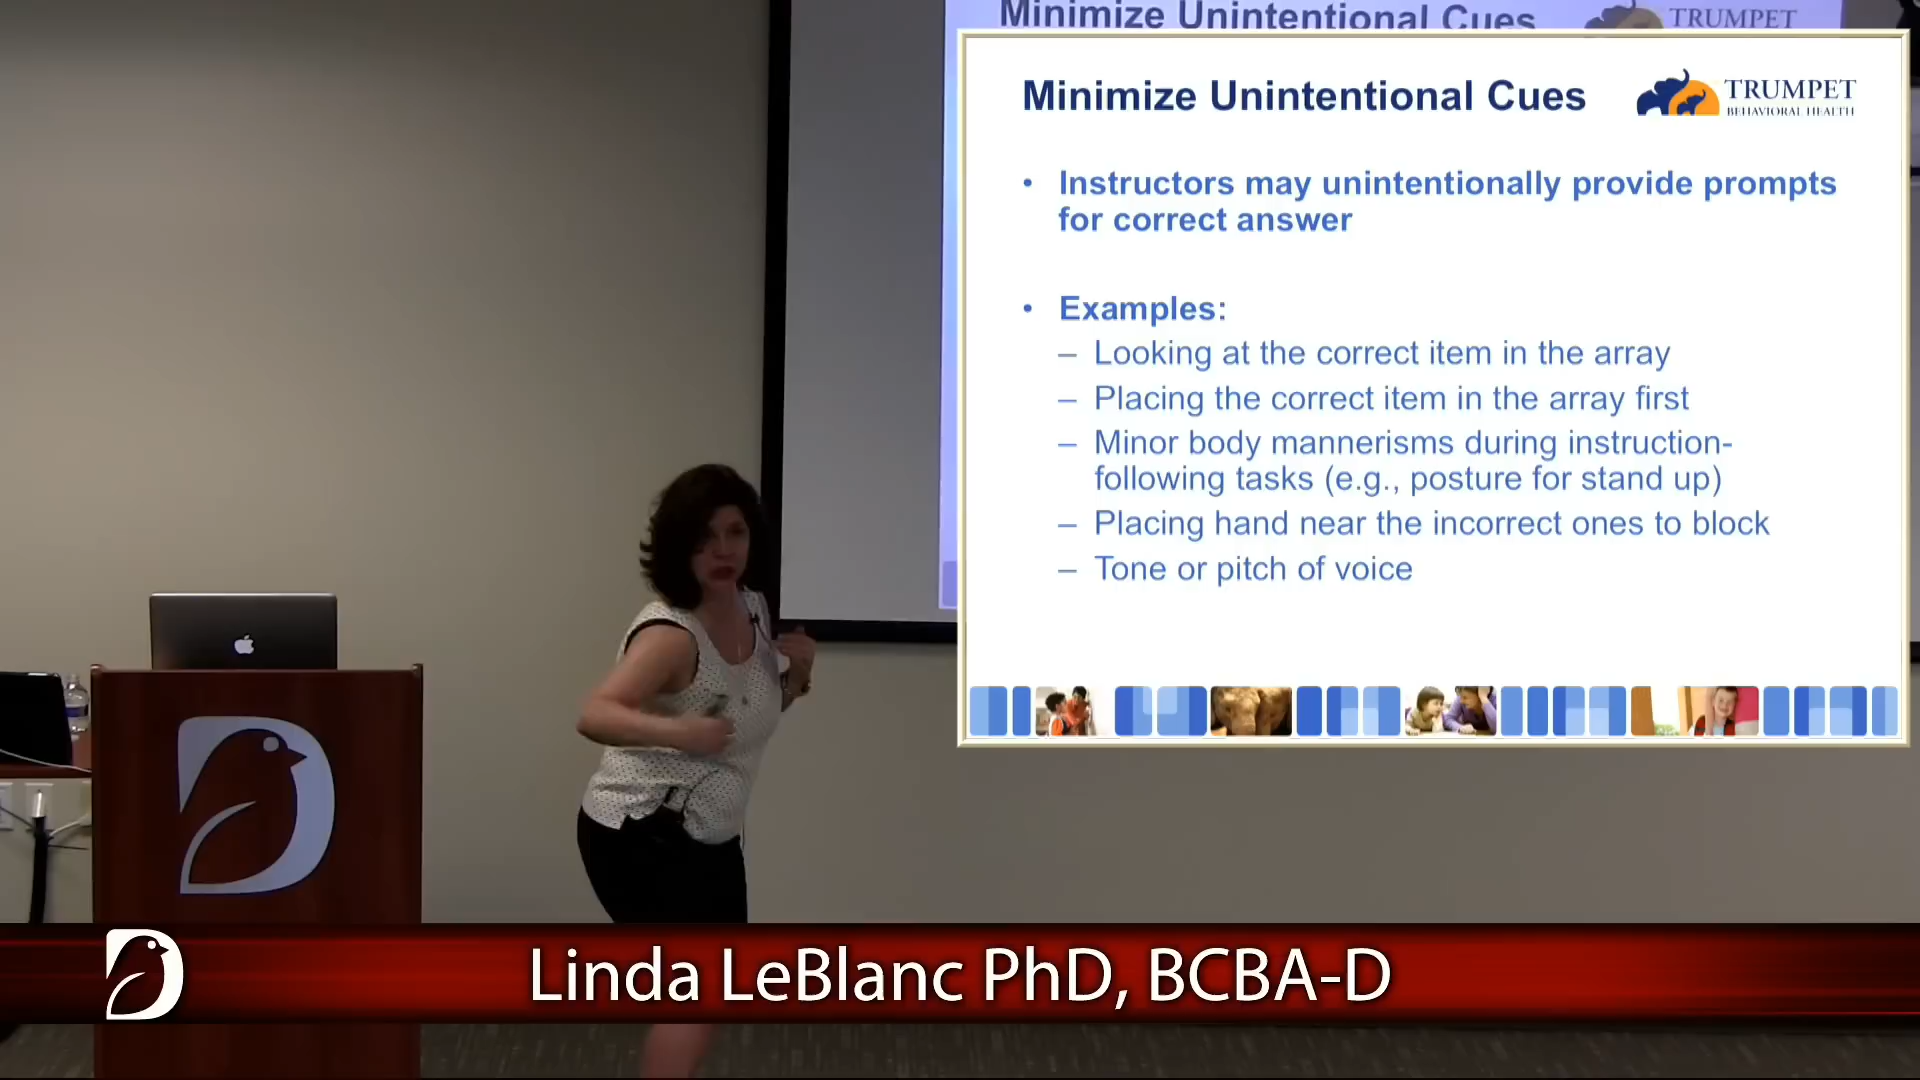 Minimize Unintentional Cues
TRUMPET
Minimize Unintentional Cues
TRUMPET
BEHAVIORAL HEALTH
• Instructors may unintentionally provide prompts
for correct answer
• Examples:
– Looking at the correct item in the array
– Placing the correct item in the array first
– Minor body mannerisms during instruction-
following tasks (e.g., posture for stand up)
– Placing hand near the incorrect ones to block
– Tone or pitch of voice
Linda LeBlanc PhD, BCBA-D